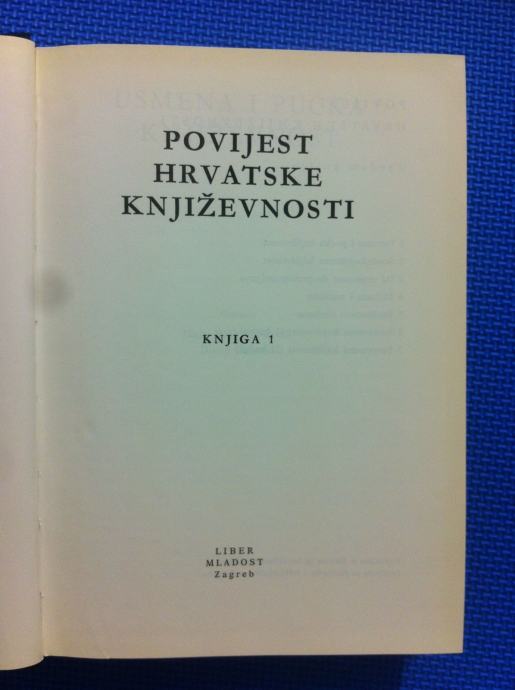 POVIJEST
HRVATSKE
KNJIŽEVNOSTI
KNJIGA 1
LIBER
MLADOST
Zagreb